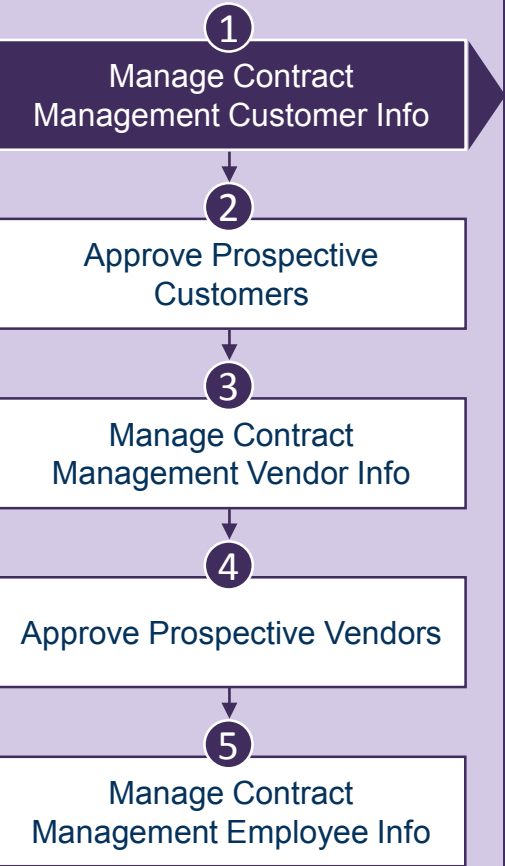 1
Manage Contract
Management Customer Info
2
Approve Prospective
Customers
3
Manage Contract
Management Vendor Info
4
Approve Prospective Vendors
5
Manage Contract
Management Employee Info